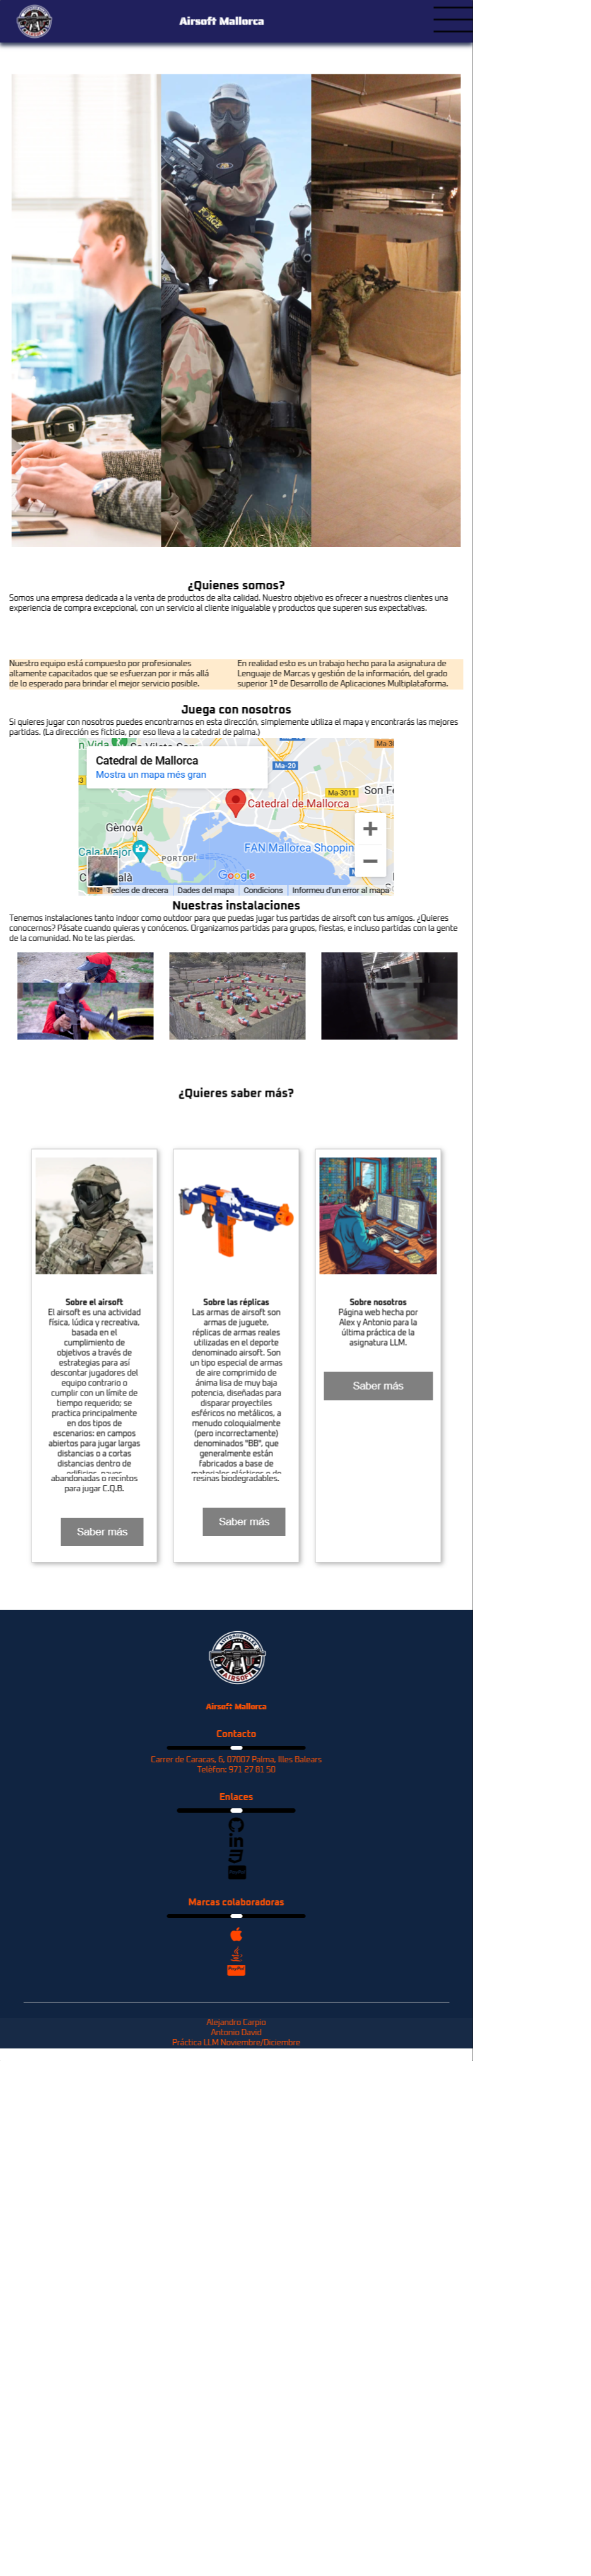 Airsoft Mallorca
¿Quienes somos?
Somos una empresa dedicada a la venta de productos de alta calidad. Nuestro objetivo es ofrecer a nuestros clientes una
experiencia de compra excepcional, con un servicio al cliente inigualable y productos que superen sus expectativas.
Nuestro equipo está compuesto por profesionales
altamente capacitados que se esfuerzan por ir más allá
de lo esperado para brindar el mejor servicio posible.
En realidad esto es un trabajo hecho para la asignatura de
Lenguaje de Marcas y gestión de la información, del grado
superior 1º de Desarrollo de Aplicaciones Multiplataforma.
Juega con nosotros
Si quieres jugar con nosotros puedes encontrarnos en esta dirección, simplemente utiliza el mapa y encontrarás las mejores
partidas. (La dirección es ficticia, por eso lleva a la catedral de palma.)
Catedral de Mallorca
Mostra un mapa més gran
Ma-20
Ma-3011
Son Fe
Catedral de Mallorca
Gènova
FAN Mallorca Shoppin
Cala Major
PORTOPÍ
Google
Tecles de drecera
Dades del mapa
Condicions
Informeu d'un error al mapa
Nuestras instalaciones
Tenemos instalaciones tanto indoor como outdoor para que puedas jugar tus partidas de airsoft con tus amigos. ¿Quieres
conocernos? Pásate cuando quieras y conócenos. Organizamos partidas para grupos, fiestas, e incluso partidas con la gente
de la comunidad. No te las pierdas.
¿Quieres saber más?
Sobre el airsoft
El airsoft es una actividad
física, lúdica y recreativa,
basada en el
cumplimiento de
objetivos a través de
estrategias para así
descontar jugadores del
equipo contrario o
cumplir con un límite de
tiempo requerido; se
practica principalmente
en dos tipos de
escenarios: en campos
abiertos para jugar largas
distancias o a cortas
distancias dentro de
edificios, naves
abandonadas o recintos
para jugar C.Q.B.
Saber más
Sobre las réplicas
Las armas de airsoft son
armas de juguete,
réplicas de armas reales
utilizadas en el deporte
denominado airsoft. Son
un tipo especial de armas
de aire comprimido de
ánima lisa de muy baja
potencia, diseñadas para
disparar proyectiles
esféricos no metálicos, a
menudo coloquialmente
(pero incorrectamente)
denominados "BB", que
generalmente están
fabricados a base de
materiales plásticos o de
resinas biodegradables.
Saber más
Sobre nosotros
Página web hecha por
Alex y Antonio para la
última práctica de la
asignatura LLM.
Saber más
AIRSOFT
Airsoft Mallorca
Contacto
Carrer de Caracas, 6, 07007 Palma, Illes Balears
Telèfon: 971 27 81 50
Enlaces
Marcas colaboradoras
PayPal
Alejandro Carpio
Antonio David
Práctica LLM Noviembre/Diciembre